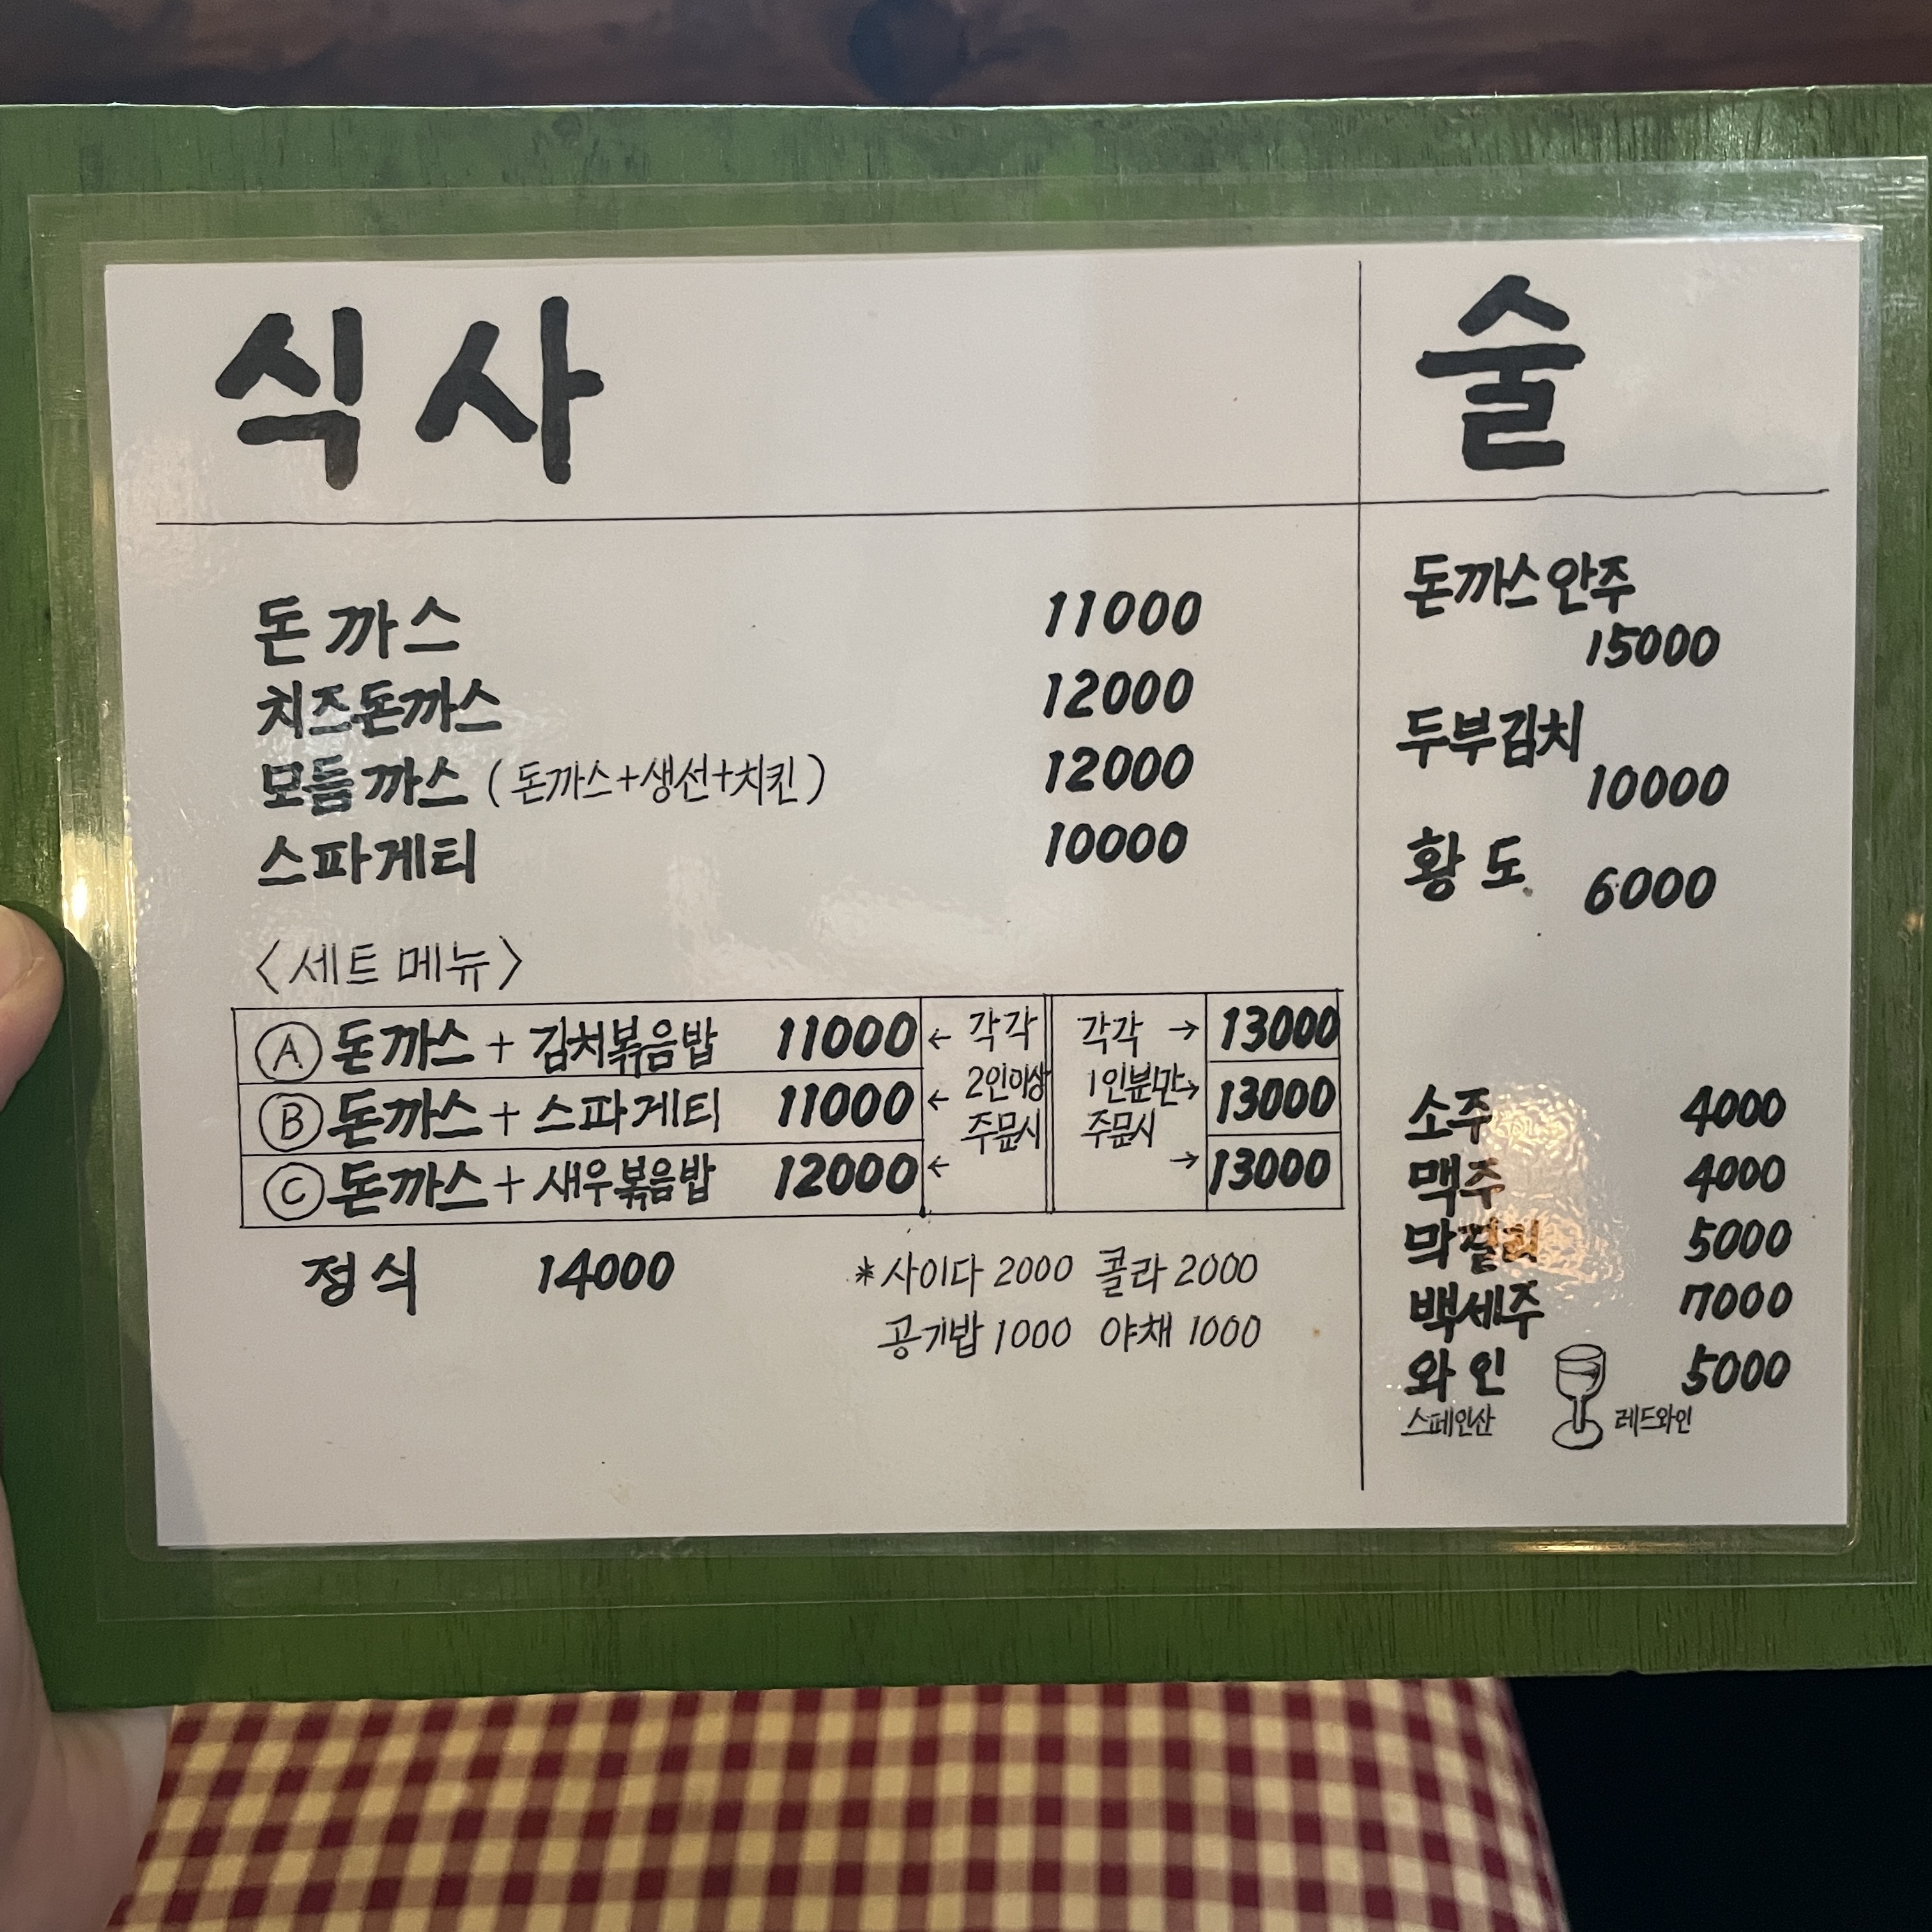 식사
돈까스 11000
치즈돈까스 12000
모듬까스 (돈까스+생선+치킨) 12000
스파게티 10000
〈세트 메뉴〉
Ⓐ 돈까스 + 김치볶음밥 11000 ← 각각 각각 → 13000
Ⓑ 돈까스 + 스파게티 11000 ← 2인이상 1인분만→ 13000
주문시 주문시
Ⓒ 돈까스 + 새우볶음밥 12000 ← → 13000
정식 14000
*사이다 2000 콜라 2000
공기밥 1000 야채 1000
술
돈까스안주
15000
두부김치
10000
황도
6000
소주 4000
맥주 4000
막걸리 5000
백세주 7000
와인 5000
스페인산 레드와인